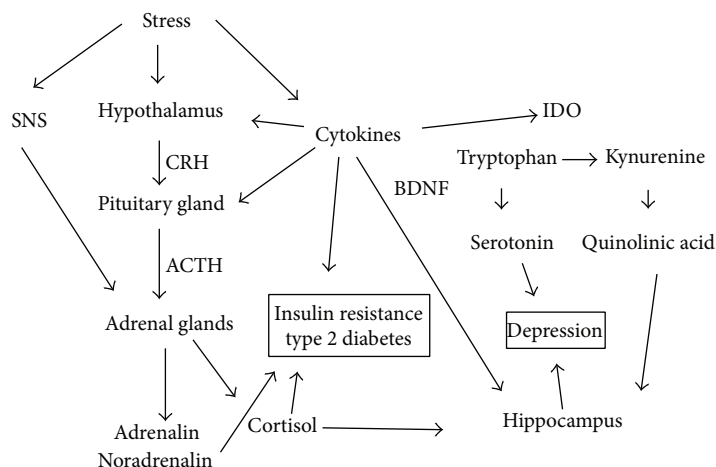 Stress
SNS
Hypothalamus
Cytokines
IDO
CRH
Tryptophan
Kynurenine
BDNF
Pituitary gland
ACTH
Serotonin
Quinolinic acid
Adrenal glands
Insulin resistance
type 2 diabetes
Depression
Adrenalin
Noradrenalin
Cortisol
Hippocampus